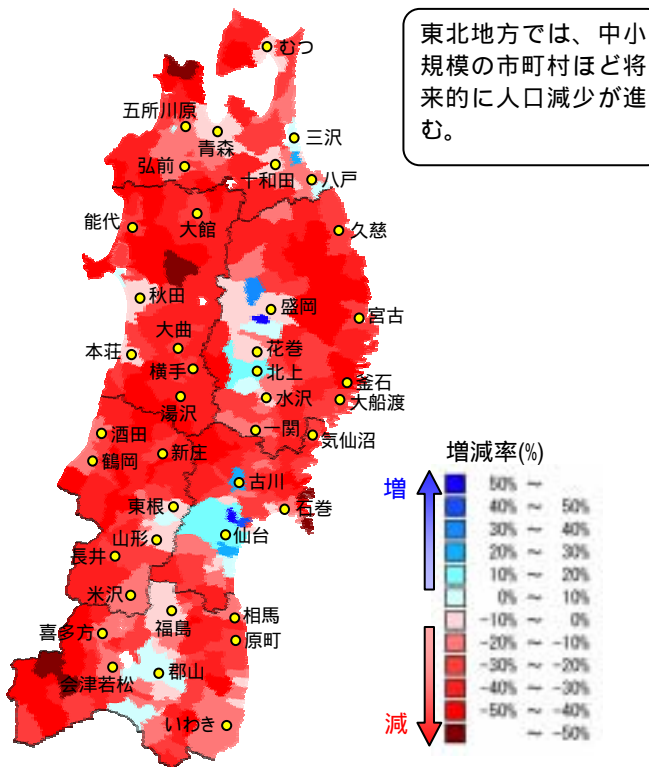 東北地方では、中小
規模の市町村ほど将
来的に人口減少が進
む。
むつ
五所川原
青森
三沢
弘前
十和田
八戸
能代
大館
久慈
秋田
盛岡
宮古
大曲
本荘
花巻
横手
北上
釜石
水沢
大船渡
湯沢
一関
気仙沼
酒田
新庄
鶴岡
古川
東根
石巻
山形
仙台
長井
米沢
福島
相馬
喜多方
原町
会津若松
郡山
いわき
増減率(%)
増
減
50% ～
40% ～ 50%
30% ～ 40%
20% ～ 30%
10% ～ 20%
0% ～ 10%
-10% ～ 0%
-20% ～ -10%
-30% ～ -20%
-40% ～ -30%
-50% ～ -40%
～ -50%